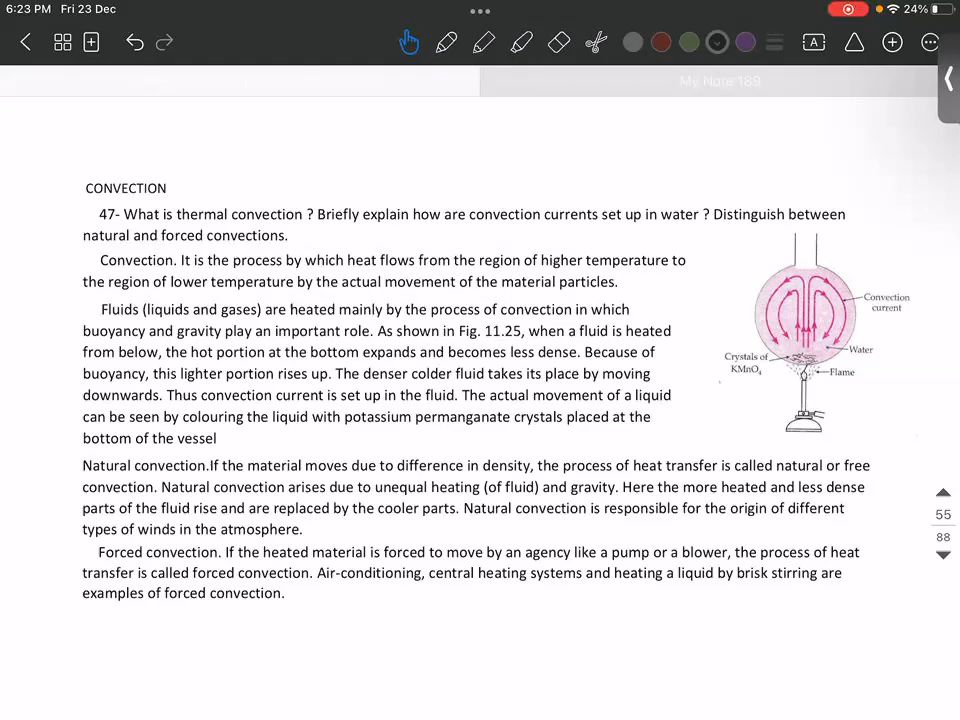 6:23 PM Fri 23 Dec
24%
A
My Note 189
CONVECTION
47- What is thermal convection ? Briefly explain how are convection currents set up in water ? Distinguish between
natural and forced convections.
Convection. It is the process by which heat flows from the region of higher temperature to
the region of lower temperature by the actual movement of the material particles.
Fluids (liquids and gases) are heated mainly by the process of convection in which
buoyancy and gravity play an important role. As shown in Fig. 11.25, when a fluid is heated
from below, the hot portion at the bottom expands and becomes less dense. Because of
buoyancy, this lighter portion rises up. The denser colder fluid takes its place by moving
downwards. Thus convection current is set up in the fluid. The actual movement of a liquid
can be seen by colouring the liquid with potassium permanganate crystals placed at the
bottom of the vessel
Convection
current
Water
Crystals of
KMnO₄
Flame
Natural convection.If the material moves due to difference in density, the process of heat transfer is called natural or free
convection. Natural convection arises due to unequal heating (of fluid) and gravity. Here the more heated and less dense
parts of the fluid rise and are replaced by the cooler parts. Natural convection is responsible for the origin of different
types of winds in the atmosphere.
Forced convection. If the heated material is forced to move by an agency like a pump or a blower, the process of heat
transfer is called forced convection. Air-conditioning, central heating systems and heating a liquid by brisk stirring are
examples of forced convection.
55
88